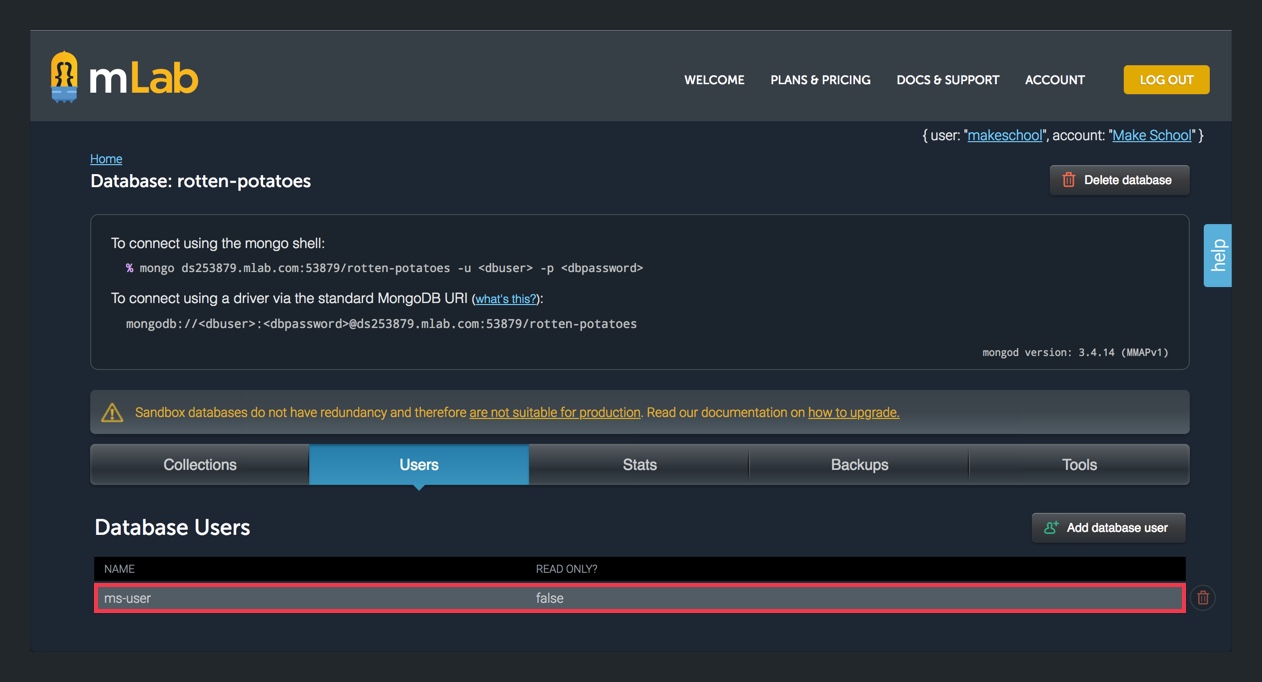 mLab
WELCOME PLANS & PRICING DOCS & SUPPORT ACCOUNT LOG OUT
{ user: "makeschool", account: "Make School" }
Home
Database: rotten-potatoes
Delete database
help
To connect using the mongo shell:
% mongo ds253879.mlab.com:53879/rotten-potatoes -u <dbuser> -p <dbpassword>
To connect using a driver via the standard MongoDB URI (what's this?):
mongodb://<dbuser>:<dbpassword>@ds253879.mlab.com:53879/rotten-potatoes
mongod version: 3.4.14 (MMAPv1)
Sandbox databases do not have redundancy and therefore are not suitable for production. Read our documentation on how to upgrade.
Collections Users Stats Backups Tools
Database Users
Add database user
NAME READ ONLY?
ms-user false